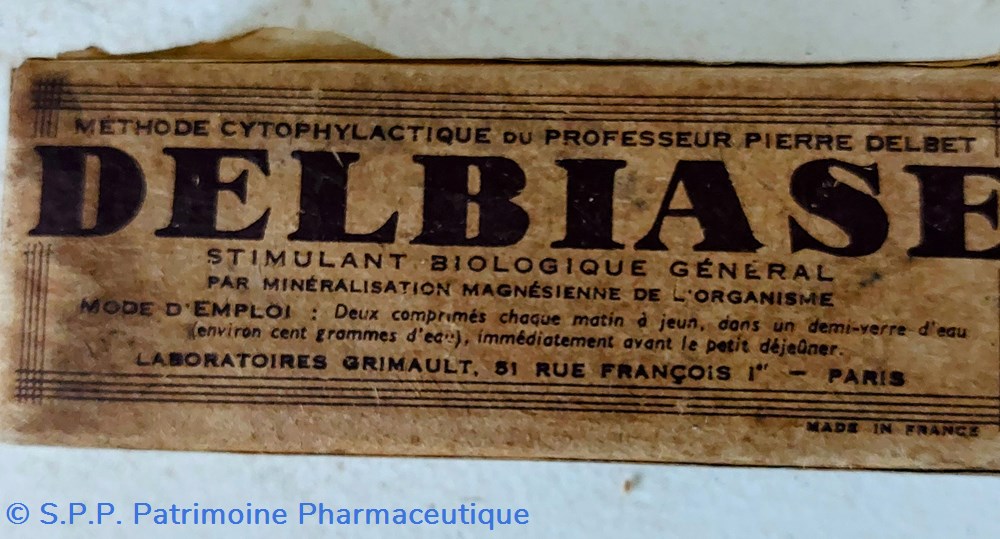 MÉTHODE CYTOPHYLACTIQUE DU PROFESSEUR PIERRE DELBET
DELBIASE
STIMULANT BIOLOGIQUE GÉNÉRAL
PAR MINÉRALISATION MAGNÉSIENNE DE L'ORGANISME
MODE D'EMPLOI : Deux comprimés chaque matin à jeun, dans un demi-verre d'eau
(environ cent grammes d'eau), immédiatement avant le petit déjeûner.
LABORATOIRES GRIMAULT, 51 RUE FRANÇOIS Iᵉʳ — PARIS
MADE IN FRANCE
© S.P.P. Patrimoine Pharmaceutique